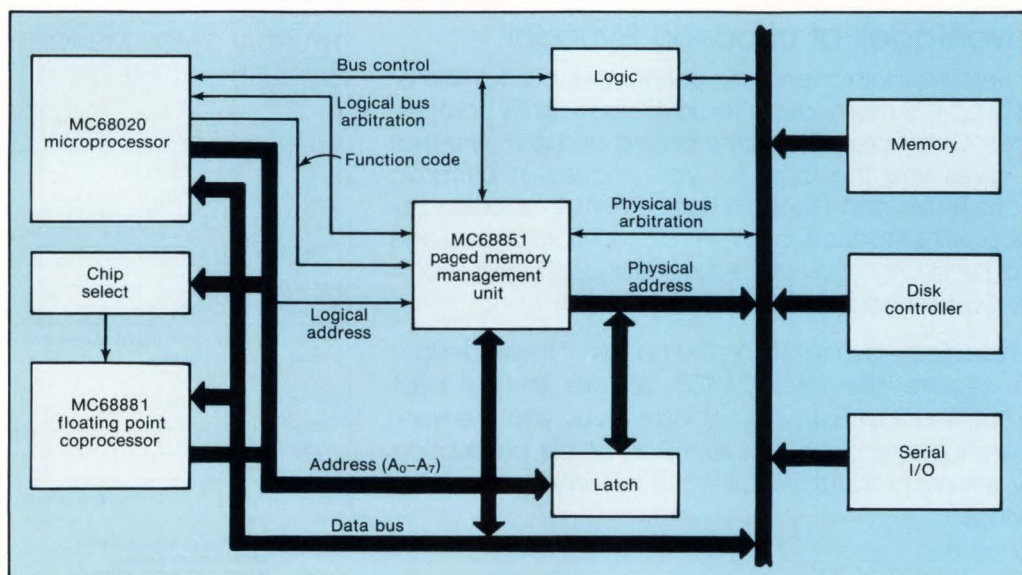 MC68020
microprocessor
Bus control
Logical bus
arbitration
Function code
Logic
Memory
MC68851
paged memory
management
unit
Physical bus
arbitration
Physical
address
Chip
select
Logical
address
Disk
controller
MC68881
floating point
coprocessor
Address (A₀–A₇)
Latch
Data bus
Serial
I/O